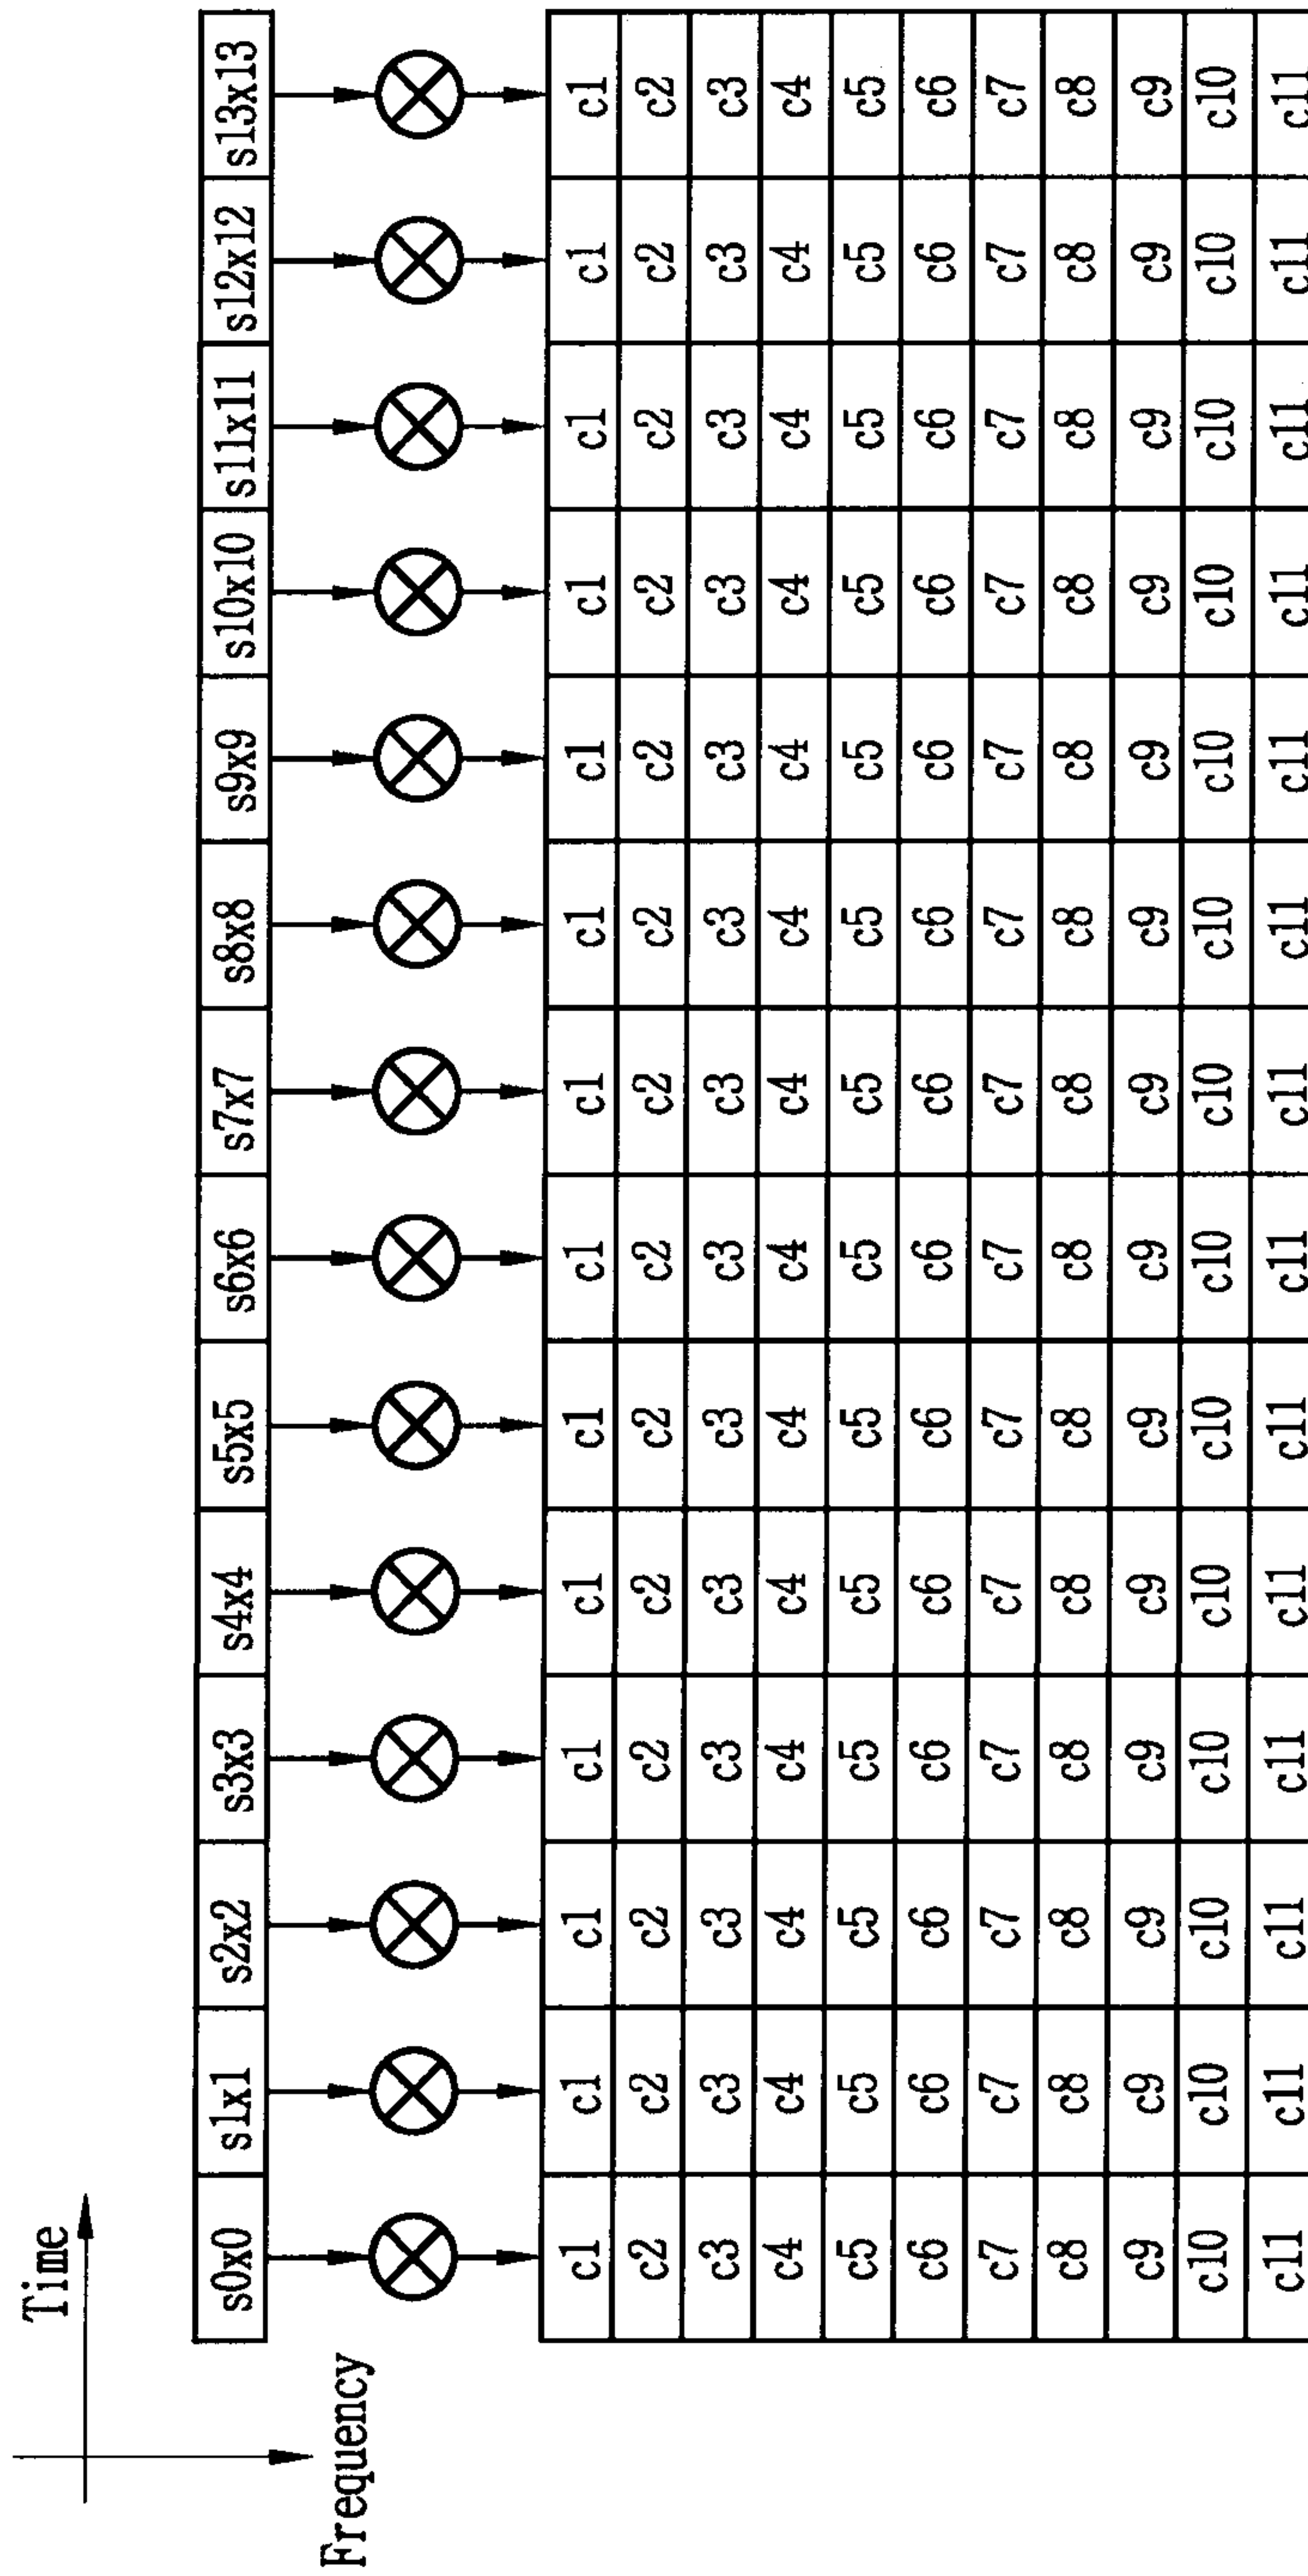 Time
s0x0 s1x1 s2x2 s3x3 s4x4 s5x5 s6x6 s7x7 s8x8 s9x9 s10x10 s11x11 s12x12 s13x13
Frequency
c1 c1 c1 c1 c1 c1 c1 c1 c1 c1 c1 c1 c1 c1
c2 c2 c2 c2 c2 c2 c2 c2 c2 c2 c2 c2 c2 c2
c3 c3 c3 c3 c3 c3 c3 c3 c3 c3 c3 c3 c3 c3
c4 c4 c4 c4 c4 c4 c4 c4 c4 c4 c4 c4 c4 c4
c5 c5 c5 c5 c5 c5 c5 c5 c5 c5 c5 c5 c5 c5
c6 c6 c6 c6 c6 c6 c6 c6 c6 c6 c6 c6 c6 c6
c7 c7 c7 c7 c7 c7 c7 c7 c7 c7 c7 c7 c7 c7
c8 c8 c8 c8 c8 c8 c8 c8 c8 c8 c8 c8 c8 c8
c9 c9 c9 c9 c9 c9 c9 c9 c9 c9 c9 c9 c9 c9
c10 c10 c10 c10 c10 c10 c10 c10 c10 c10 c10 c10 c10 c10
c11 c11 c11 c11 c11 c11 c11 c11 c11 c11 c11 c11 c11 c11